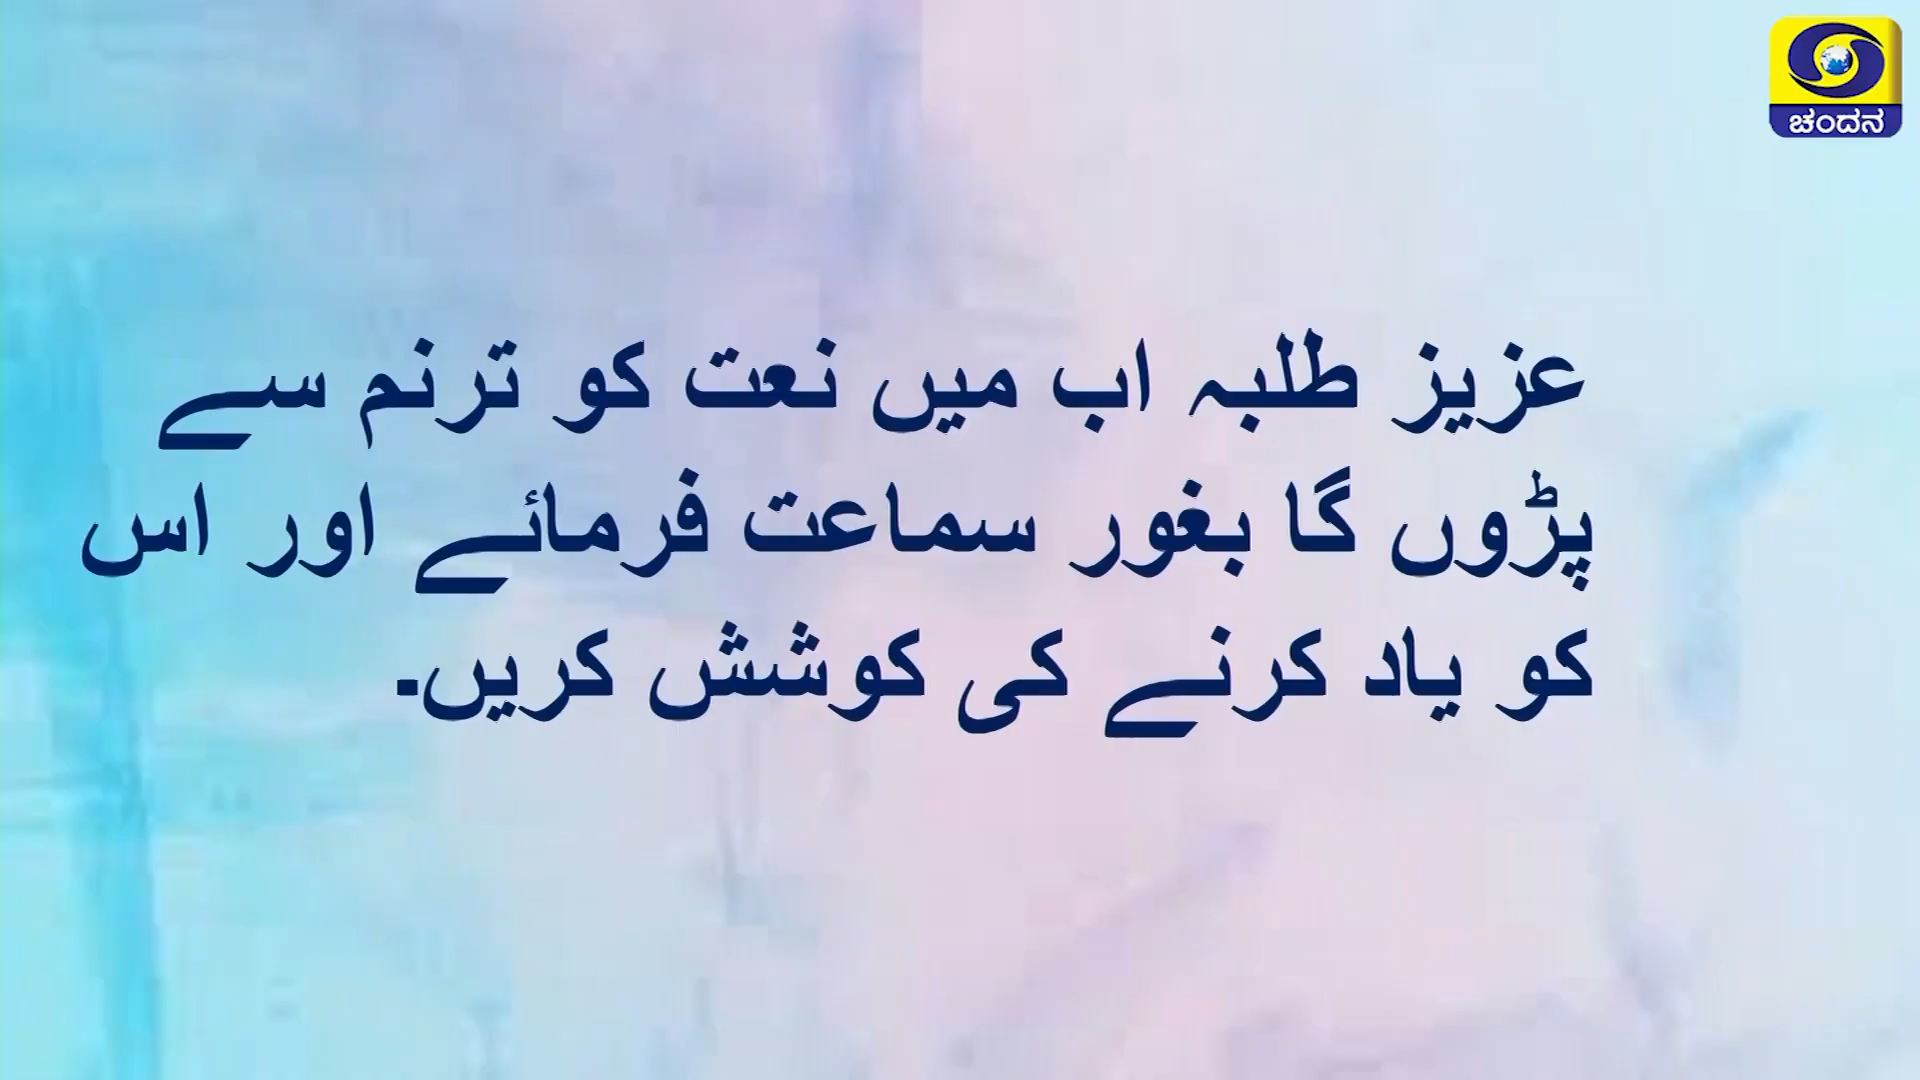 ಚಂದನ
عزیز طلبہ اب میں نعت کو ترنم سے
پڑوں گا بغور سماعت فرمائے اور اس
کو یاد کرنے کی کوشش کریں.